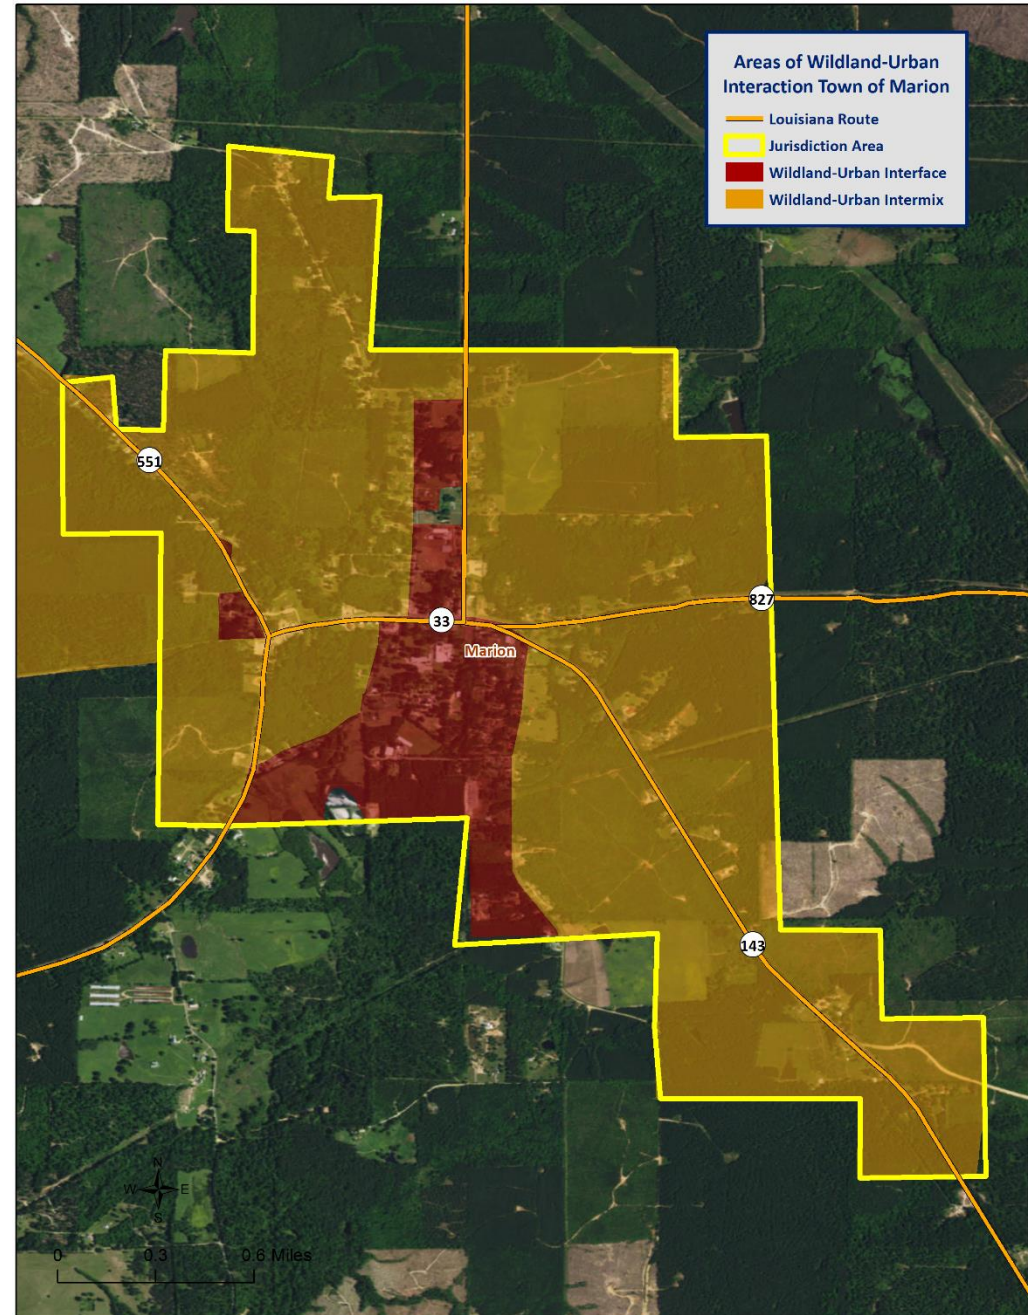 Areas of Wildland-Urban
Interaction Town of Marion
Louisiana Route
Jurisdiction Area
Wildland-Urban Interface
Wildland-Urban Intermix
551
827
33
Marion
143
N
W E
S
0 0.3 0.6 Miles